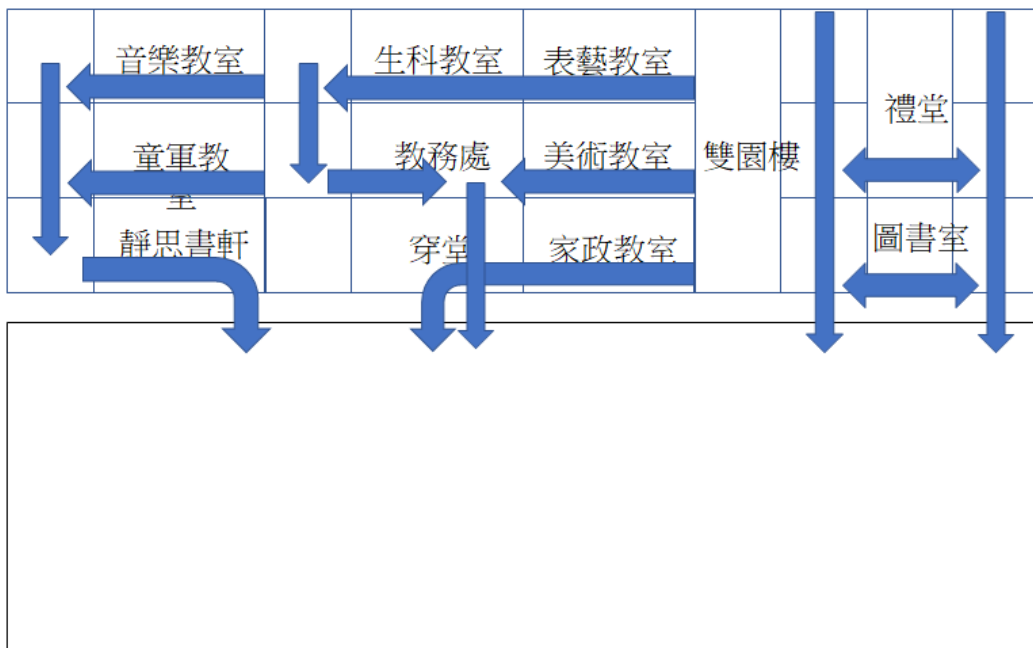 音樂教室 生科教室 表藝教室
禮堂
童軍教室 教務處 美術教室 雙園樓
靜思書軒 穿堂 家政教室 圖書室